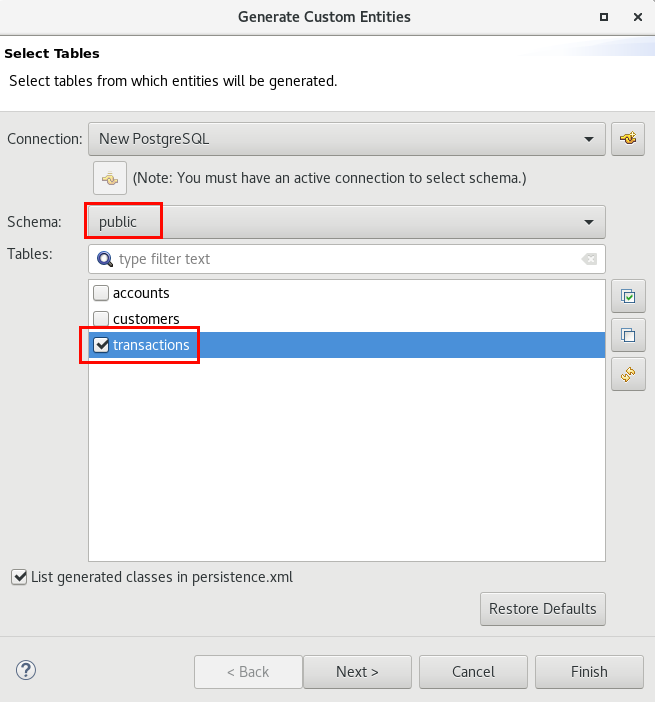 Generate Custom Entities
Select Tables
Select tables from which entities will be generated.
Connection: New PostgreSQL
(Note: You must have an active connection to select schema.)
Schema: public
Tables: type filter text
accounts
customers
transactions
List generated classes in persistence.xml
Restore Defaults
? < Back Next > Cancel Finish